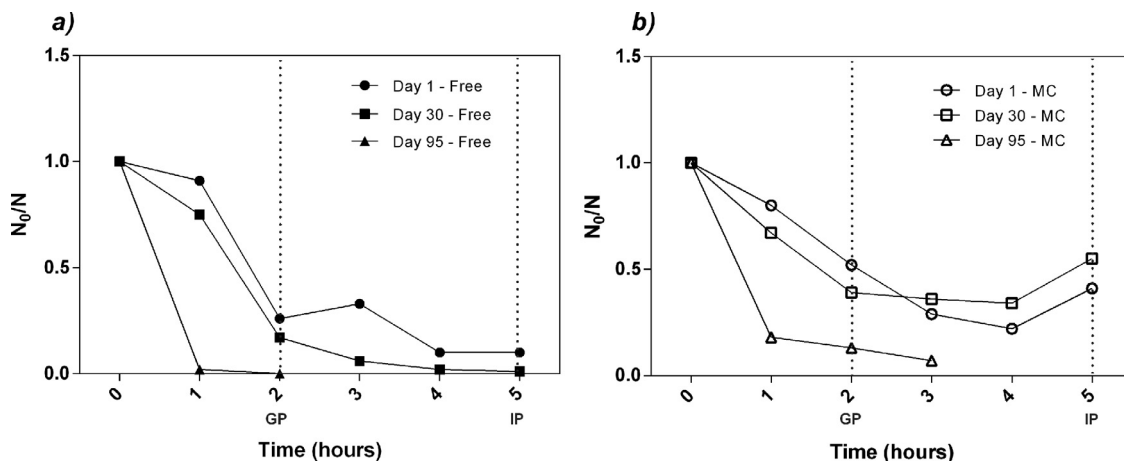 a)
1.5
1.0
0.5
0.0
N0/N
Day 1 - Free
Day 30 - Free
Day 95 - Free
0
1
2
3
4
5
GP
IP
Time (hours)
b)
1.5
1.0
0.5
0.0
N0/N
Day 1 - MC
Day 30 - MC
Day 95 - MC
0
1
2
3
4
5
GP
IP
Time (hours)